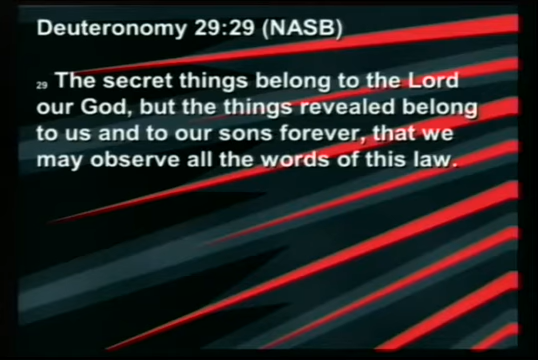 Deuteronomy 29:29 (NASB)
29 The secret things belong to the Lord
our God, but the things revealed belong
to us and to our sons forever, that we
may observe all the words of this law.